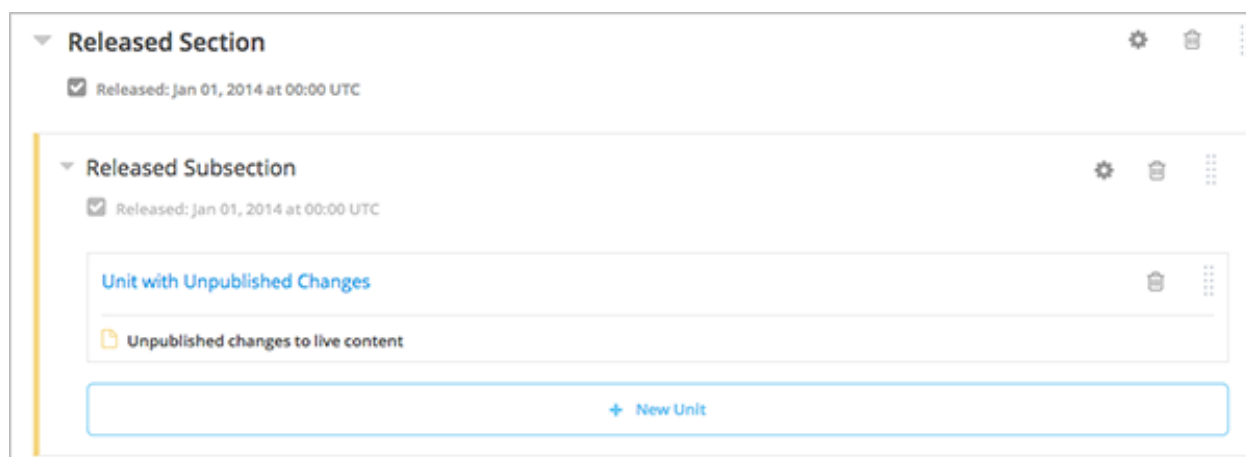 Released Section
Released: Jan 01, 2014 at 00:00 UTC
Released Subsection
Released: Jan 01, 2014 at 00:00 UTC
Unit with Unpublished Changes
Unpublished changes to live content
+ New Unit